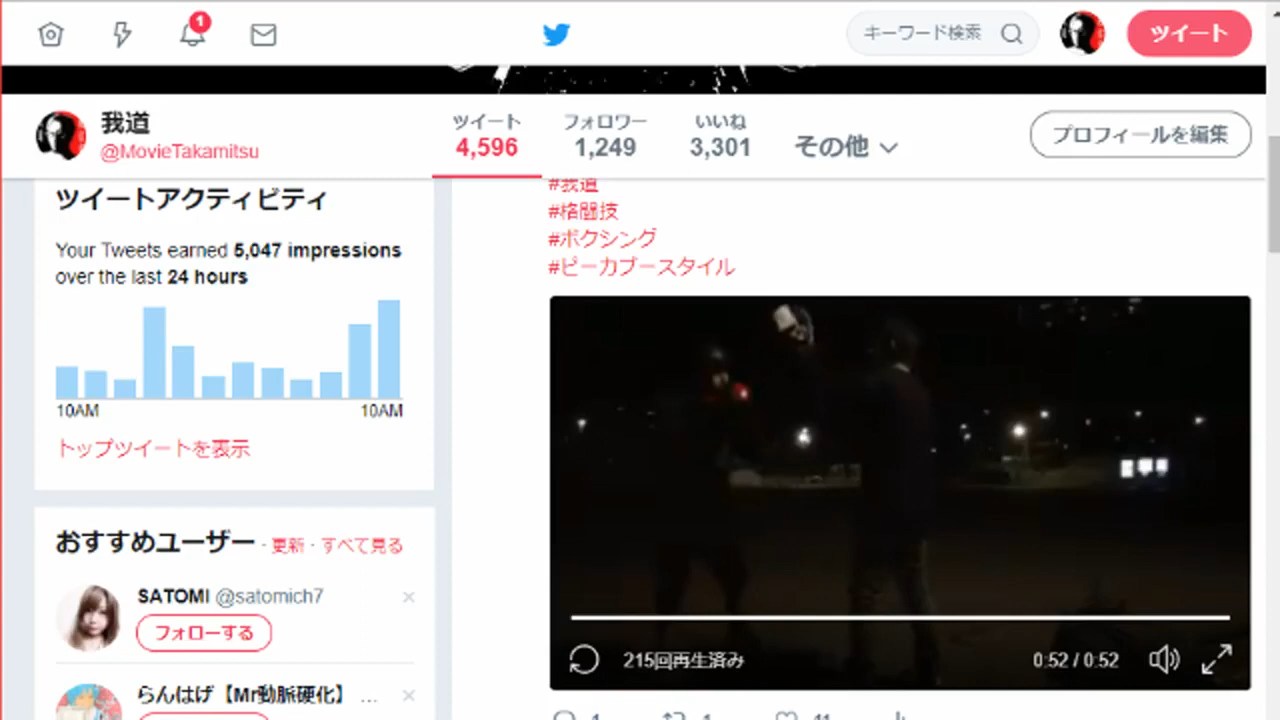 1
キーワード検索
ツイート
我道
@MovieTakamitsu
ツイート
4,596
フォロワー
1,249
いいね
3,301
その他
プロフィールを編集
ツイートアクティビティ
Your Tweets earned 5,047 impressions
over the last 24 hours
10AM
10AM
トップツイートを表示
#我道
#格闘技
#ボクシング
#ピーカブースタイル
215回再生済み
0:52 / 0:52
おすすめユーザー · 更新 · すべて見る
SATOMI @satomich7
フォローする
らんはげ【Mr動脈硬化】 ...
1
1
11